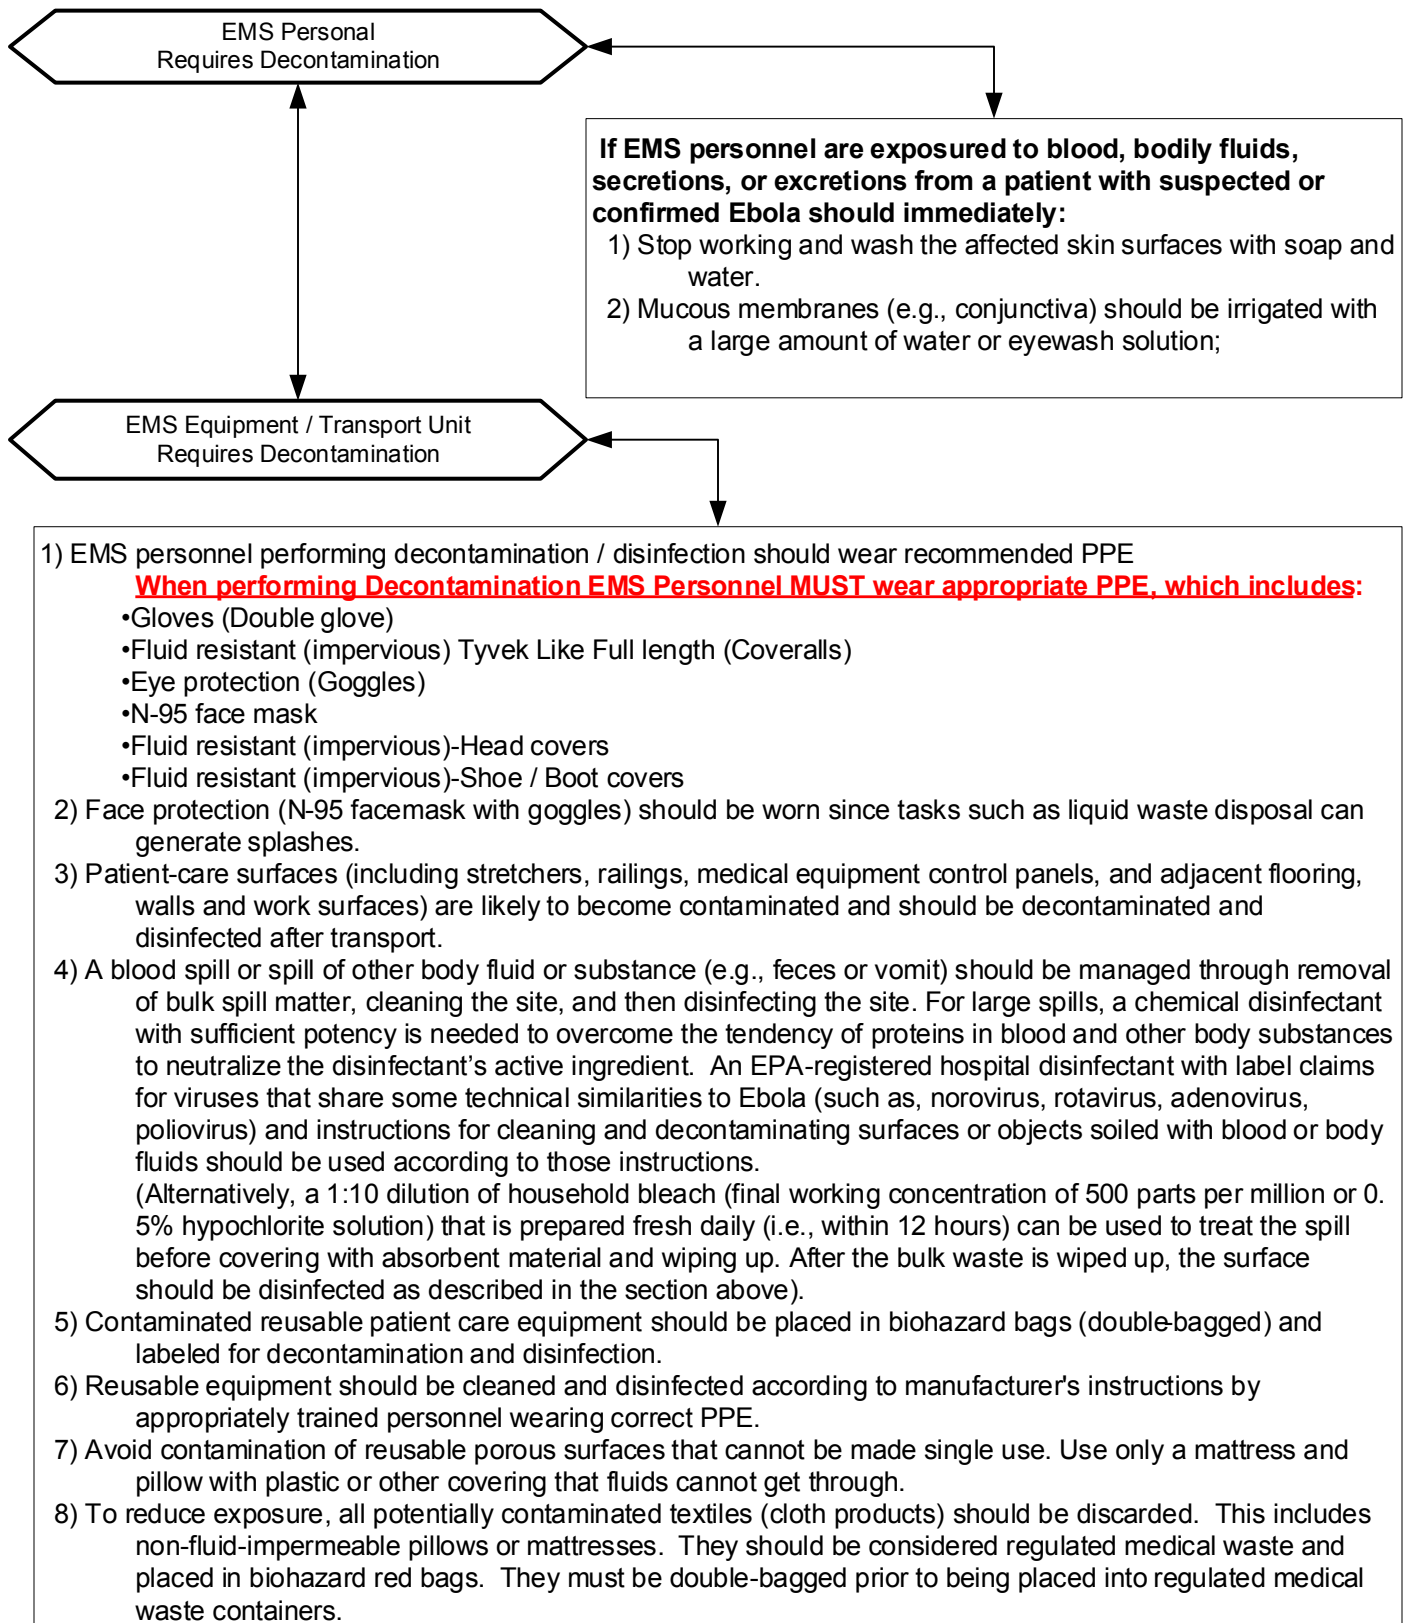 EMS Personal
Requires Decontamination
If EMS personnel are exposured to blood, bodily fluids,
secretions, or excretions from a patient with suspected or
confirmed Ebola should immediately:
1) Stop working and wash the affected skin surfaces with soap and
water.
2) Mucous membranes (e.g., conjunctiva) should be irrigated with
a large amount of water or eyewash solution;
EMS Equipment / Transport Unit
Requires Decontamination
1) EMS personnel performing decontamination / disinfection should wear recommended PPE
When performing Decontamination EMS Personnel MUST wear appropriate PPE, which includes:
•Gloves (Double glove)
•Fluid resistant (impervious) Tyvek Like Full length (Coveralls)
•Eye protection (Goggles)
•N-95 face mask
•Fluid resistant (impervious)-Head covers
•Fluid resistant (impervious)-Shoe / Boot covers
2) Face protection (N-95 facemask with goggles) should be worn since tasks such as liquid waste disposal can
generate splashes.
3) Patient-care surfaces (including stretchers, railings, medical equipment control panels, and adjacent flooring,
walls and work surfaces) are likely to become contaminated and should be decontaminated and
disinfected after transport.
4) A blood spill or spill of other body fluid or substance (e.g., feces or vomit) should be managed through removal
of bulk spill matter, cleaning the site, and then disinfecting the site. For large spills, a chemical disinfectant
with sufficient potency is needed to overcome the tendency of proteins in blood and other body substances
to neutralize the disinfectant’s active ingredient.  An EPA-registered hospital disinfectant with label claims
for viruses that share some technical similarities to Ebola (such as, norovirus, rotavirus, adenovirus,
poliovirus) and instructions for cleaning and decontaminating surfaces or objects soiled with blood or body
fluids should be used according to those instructions.
(Alternatively, a 1:10 dilution of household bleach (final working concentration of 500 parts per million or 0.
5% hypochlorite solution) that is prepared fresh daily (i.e., within 12 hours) can be used to treat the spill
before covering with absorbent material and wiping up. After the bulk waste is wiped up, the surface
should be disinfected as described in the section above).
5) Contaminated reusable patient care equipment should be placed in biohazard bags (double-bagged) and
labeled for decontamination and disinfection.
6) Reusable equipment should be cleaned and disinfected according to manufacturer's instructions by
appropriately trained personnel wearing correct PPE.
7) Avoid contamination of reusable porous surfaces that cannot be made single use. Use only a mattress and
pillow with plastic or other covering that fluids cannot get through.
8) To reduce exposure, all potentially contaminated textiles (cloth products) should be discarded.  This includes
non-fluid-impermeable pillows or mattresses.  They should be considered regulated medical waste and
placed in biohazard red bags.  They must be double-bagged prior to being placed into regulated medical
waste containers.